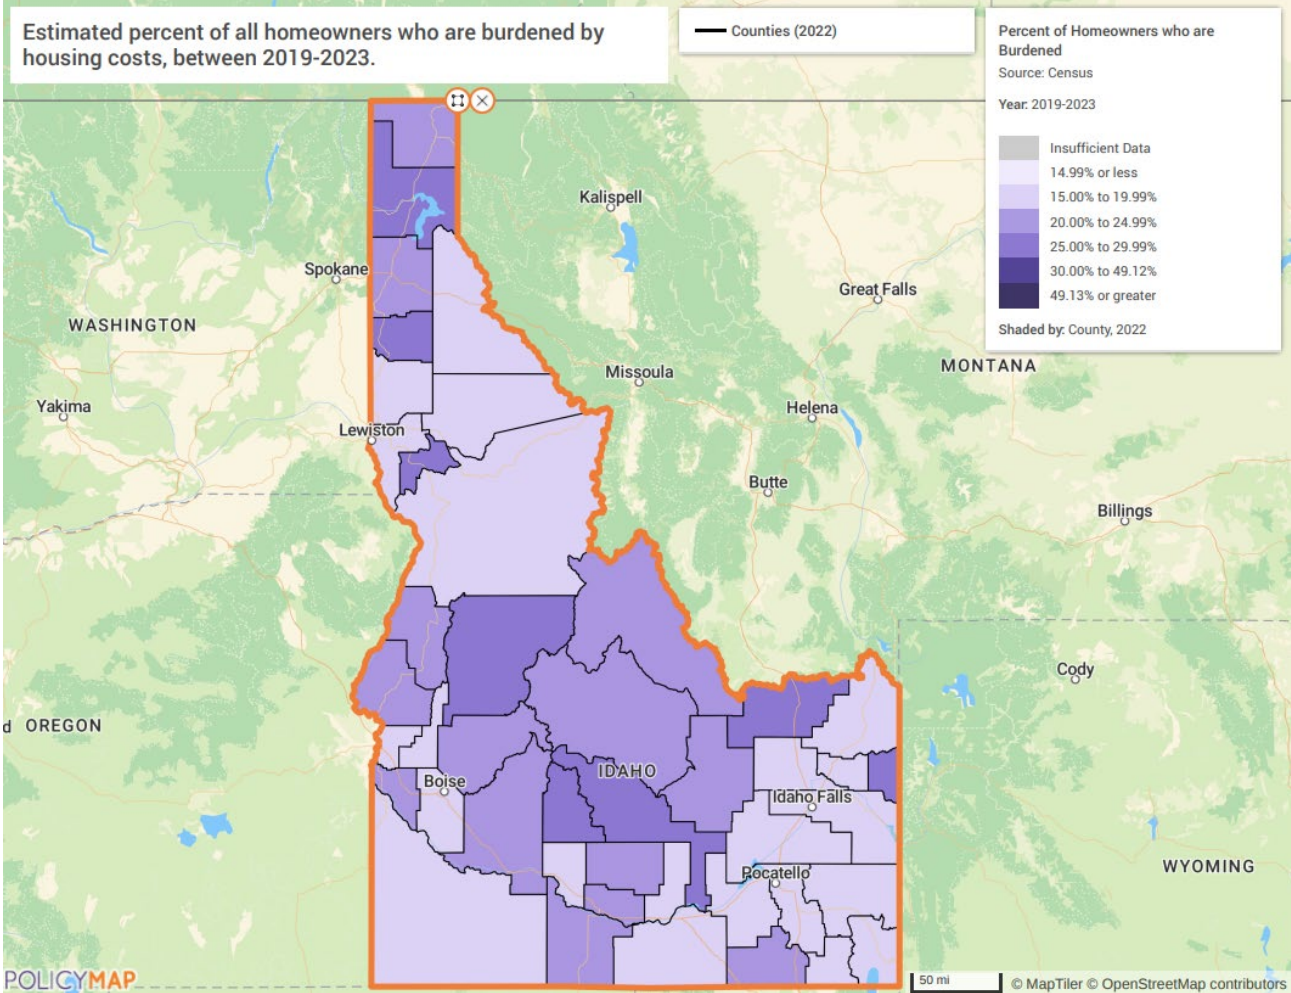 Estimated percent of all homeowners who are burdened by
housing costs, between 2019-2023.
Counties (2022)
Percent of Homeowners who are
Burdened
Source: Census
Year: 2019-2023
Insufficient Data
14.99% or less
15.00% to 19.99%
20.00% to 24.99%
25.00% to 29.99%
30.00% to 49.12%
49.13% or greater
Shaded by: County, 2022
Kalispell
Spokane
Great Falls
WASHINGTON
MONTANA
Missoula
Yakima
Helena
Lewiston
Butte
Billings
Cody
d OREGON
IDAHO
Boise
Idaho Falls
WYOMING
Pocatello
POLICYMAP
50 mi
© MapTiler © OpenStreetMap contributors